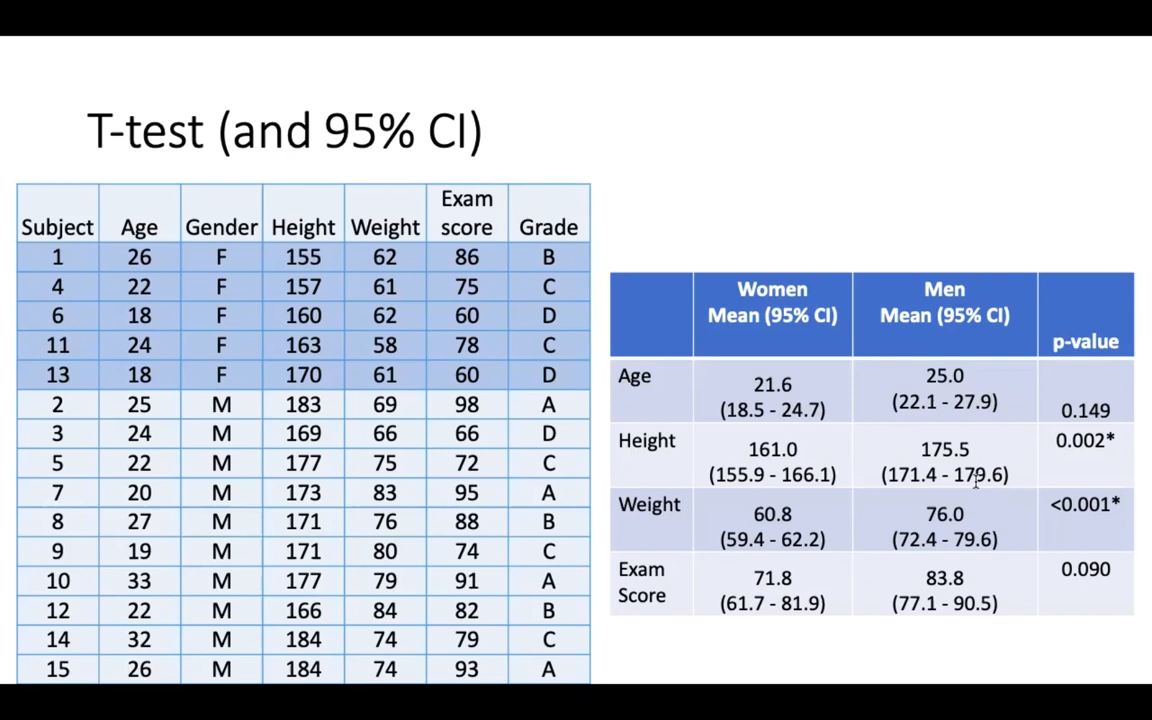 T-test (and 95% CI)
Subject Age Gender Height Weight Exam score Grade
1 26 F 155 62 86 B
4 22 F 157 61 75 C
6 18 F 160 62 60 D
11 24 F 163 58 78 C
13 18 F 170 61 60 D
2 25 M 183 69 98 A
3 24 M 169 66 66 D
5 22 M 177 75 72 C
7 20 M 173 83 95 A
8 27 M 171 76 88 B
9 19 M 171 80 74 C
10 33 M 177 79 91 A
12 22 M 166 84 82 B
14 32 M 184 74 79 C
15 26 M 184 74 93 A
Women Men
Mean (95% CI) Mean (95% CI) p-value
Age 21.6 25.0
(18.5 - 24.7) (22.1 - 27.9) 0.149
Height 161.0 175.5 0.002*
(155.9 - 166.1) (171.4 - 179.6)
Weight 60.8 76.0 <0.001*
(59.4 - 62.2) (72.4 - 79.6)
Exam 71.8 83.8 0.090
Score (61.7 - 81.9) (77.1 - 90.5)